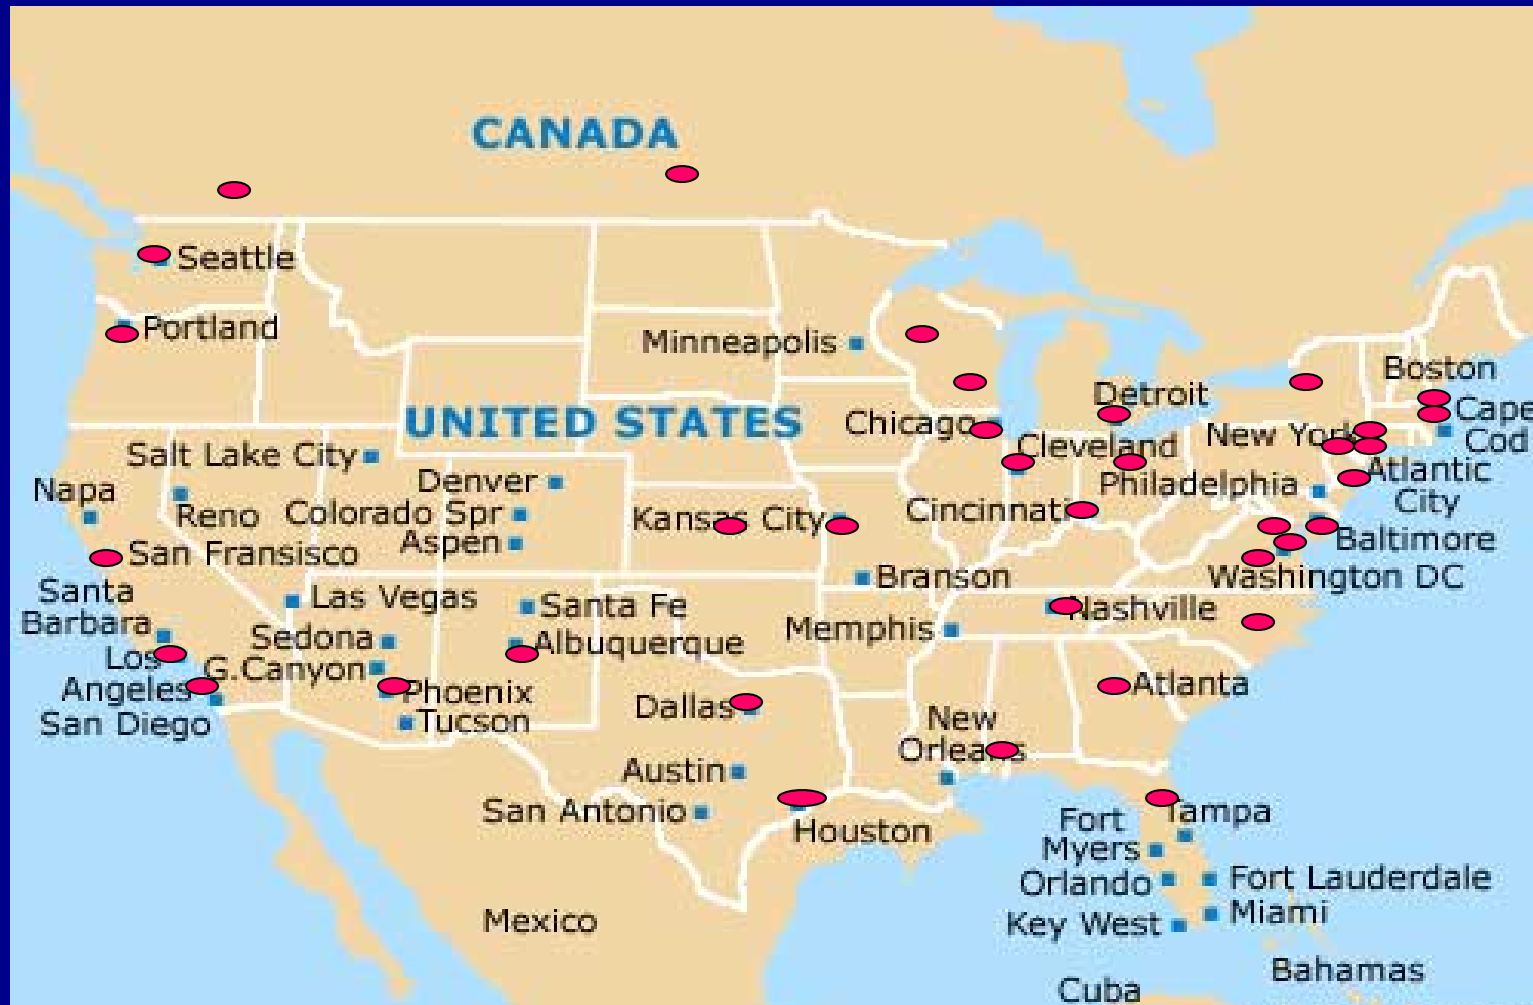 CANADA
Seattle
Portland
Minneapolis
Boston
Detroit
Cape
Cod
UNITED STATES
Chicago
New York
Cleveland
Salt Lake City
Atlantic
City
Denver
Philadelphia
Napa
Reno
Colorado Spr
Kansas City
Cincinnati
Aspen
Baltimore
San Fransisco
Branson
Washington DC
Santa
Barbara
Las Vegas
Santa Fe
Nashville
Sedona
Albuquerque
Memphis
Los
Angeles
G.Canyon
Phoenix
Atlanta
Dallas
San Diego
Tucson
New
Orleans
Austin
San Antonio
Houston
Tampa
Fort
Myers
Orlando
Fort Lauderdale
Miami
Key West
Mexico
Bahamas
Cuba